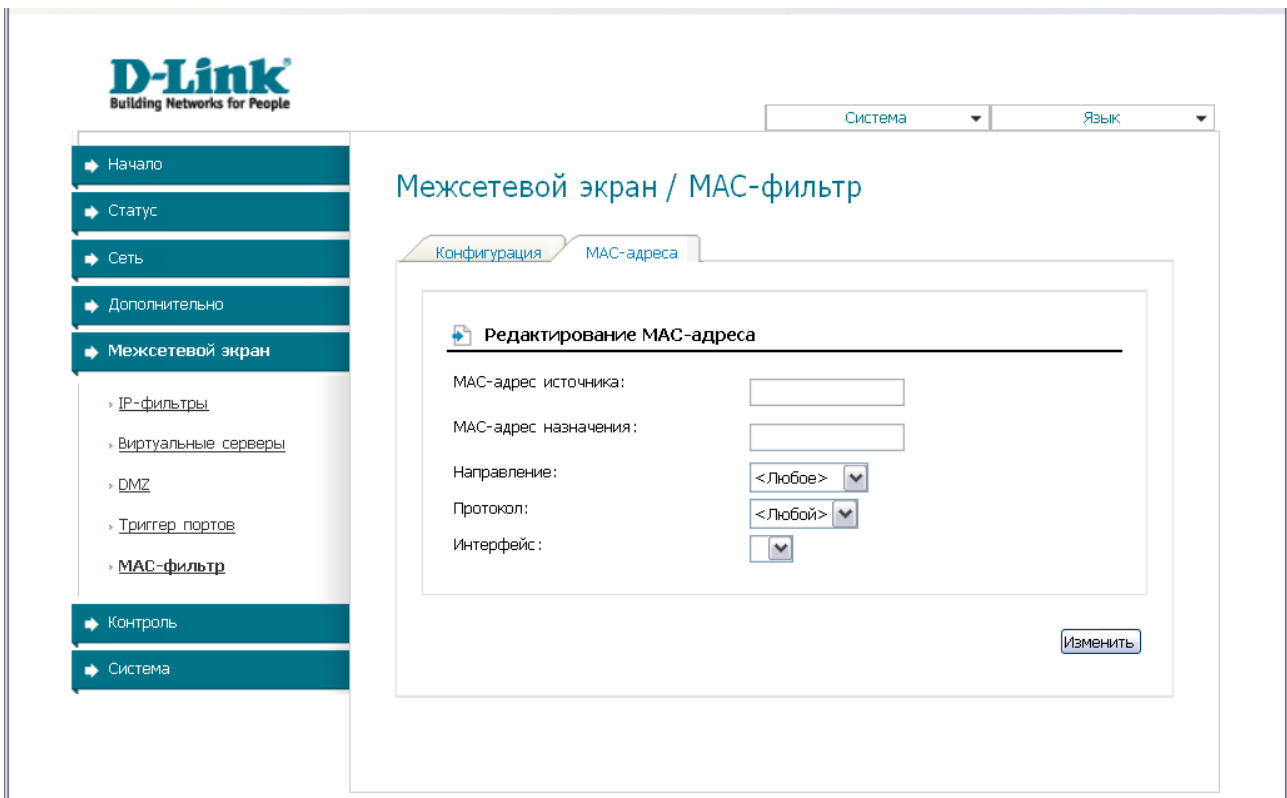 D-Link
Building Networks for People
Система
Язык
Начало
Статус
Сеть
Дополнительно
Межсетевой экран
IP-фильтры
Виртуальные серверы
DMZ
Триггер портов
MAC-фильтр
Контроль
Система
Межсетевой экран / MAC-фильтр
Конфигурация
MAC-адреса
Редактирование MAC-адреса
MAC-адрес источника:
MAC-адрес назначения:
Направление:
<Любое>
Протокол:
<Любой>
Интерфейс:
Изменить